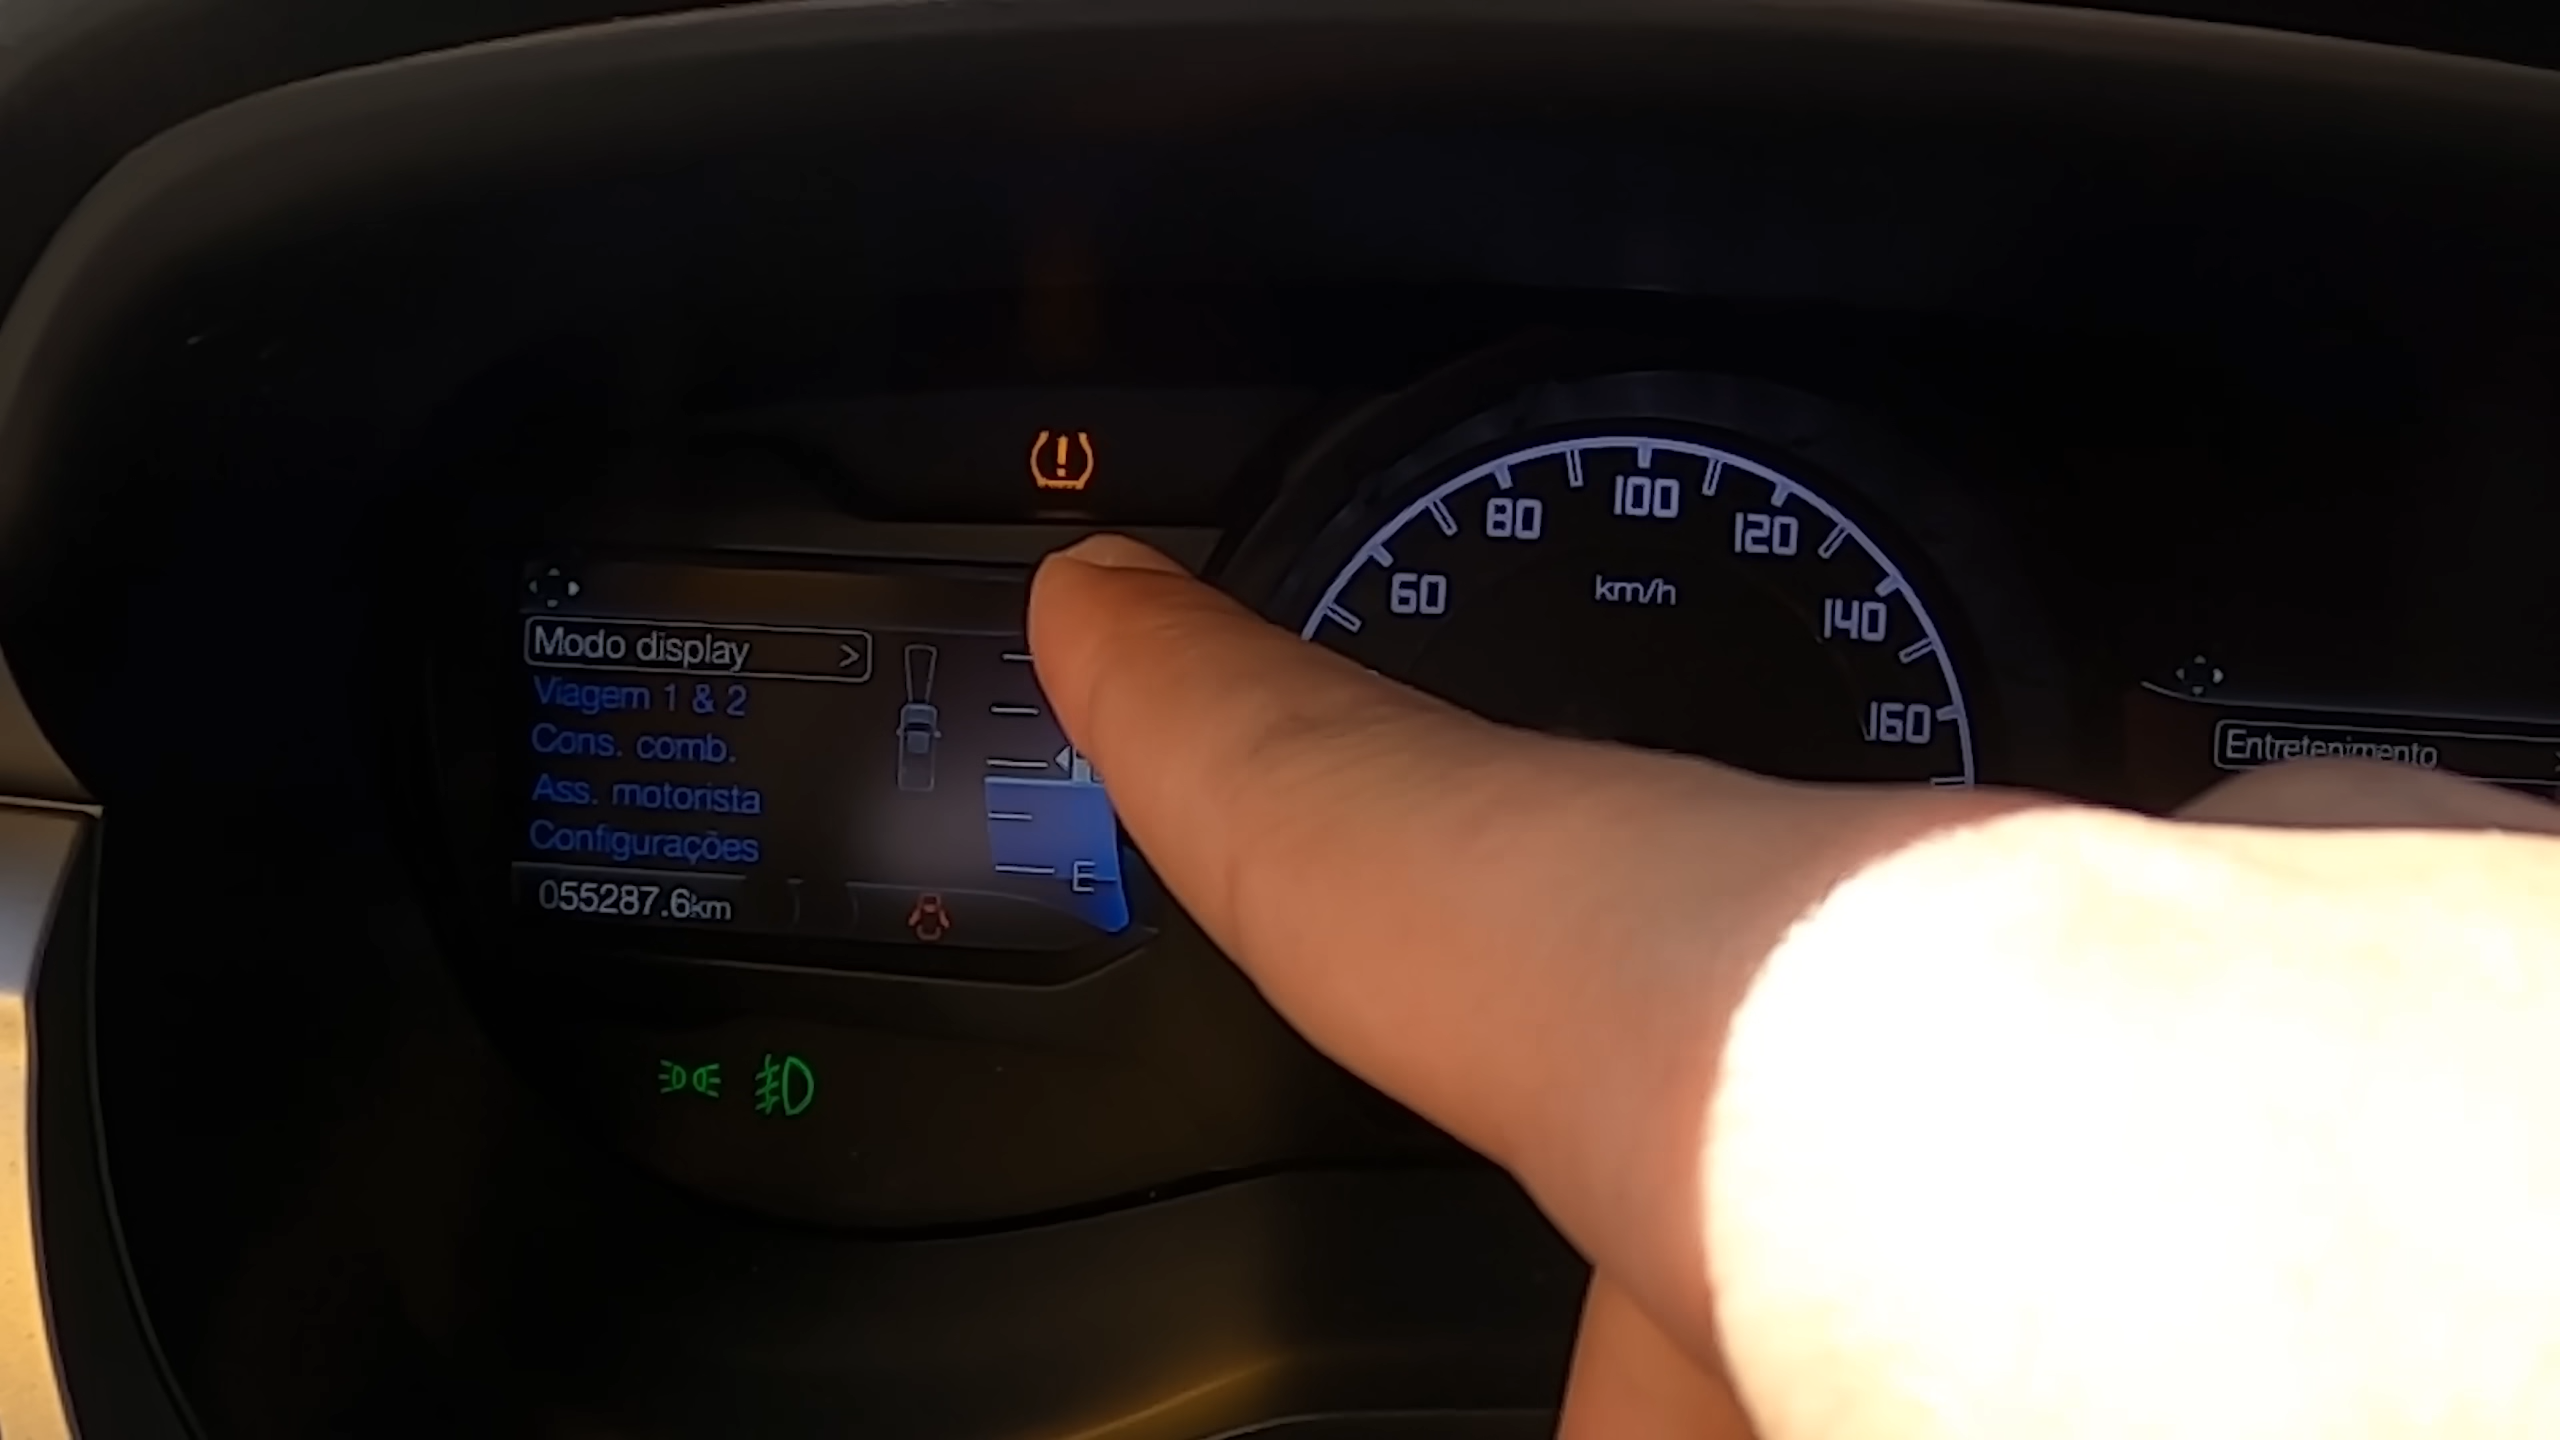 80
100
120
60
km/h
140
160
Modo display >
Viagem 1 & 2
Cons. comb.
Ass. motorista
Configurações
E
055287.6km
Entretenimento